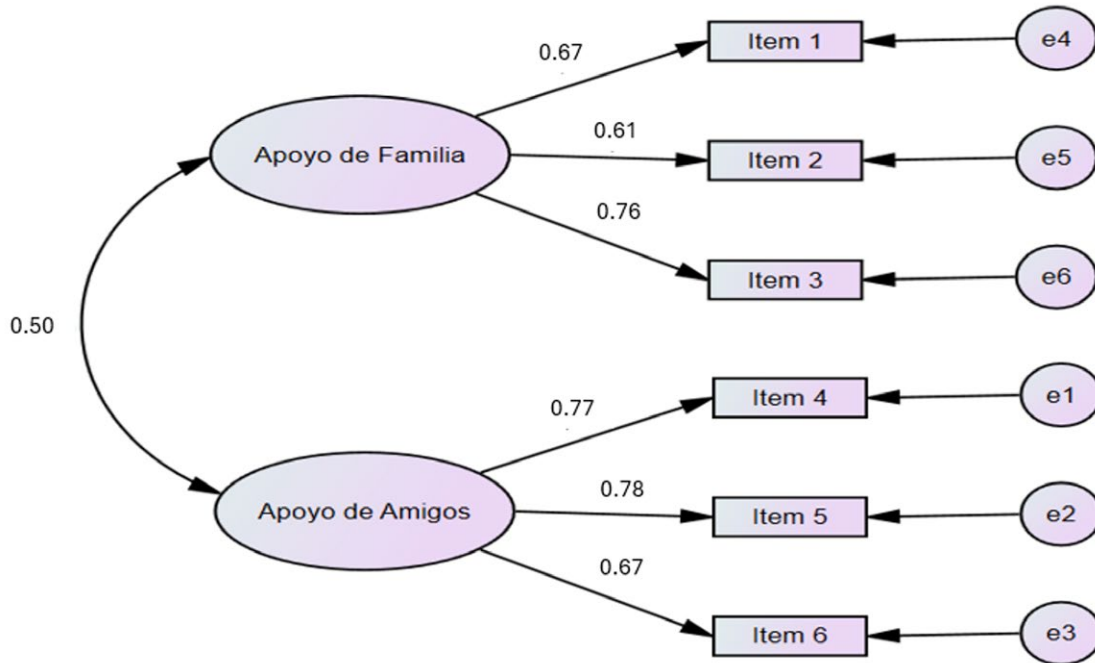 0.67
Item 1
e4
Apoyo de Familia
0.61
Item 2
e5
0.76
Item 3
e6
0.50
0.77
Item 4
e1
Apoyo de Amigos
0.78
Item 5
e2
0.67
Item 6
e3